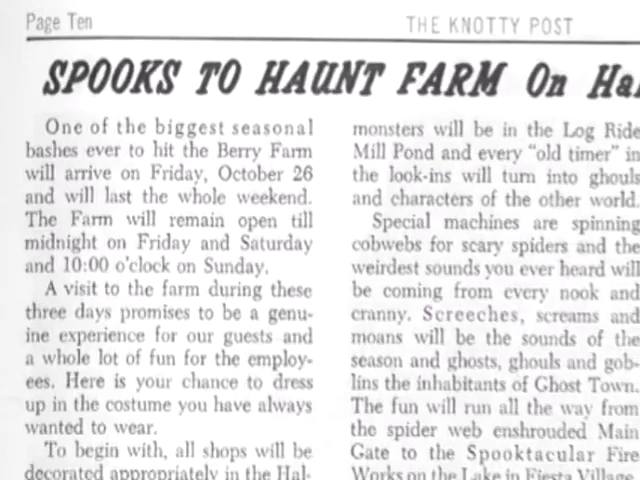 Page Ten
THE KNOTTY POST
SPOOKS TO HAUNT FARM On Hal
One of the biggest seasonal
bashes ever to hit the Berry Farm
will arrive on Friday, October 26
and will last the whole weekend.
The Farm will remain open till
midnight on Friday and Saturday
and 10:00 o'clock on Sunday.
A visit to the farm during these
three days promises to be a genu-
ine experience for our guests and
a whole lot of fun for the employ-
ees. Here is your chance to dress
up in the costume you have always
wanted to wear.
To begin with, all shops will be
decorated appropriately in the Hal-
monsters will be in the Log Ride
Mill Pond and every "old timer" in
the look-ins will turn into ghouls
and characters of the other world.
Special machines are spinning
cobwebs for scary spiders and the
weirdest sounds you ever heard will
be coming from every nook and
cranny. Screeches, screams and
moans will be the sounds of the
season and ghosts, ghouls and gob-
lins the inhabitants of Ghost Town.
The fun will run all the way from
the spider web enshrouded Main
Gate to the Spooktacular Fire
Works on the Lake in Fiesta Village.